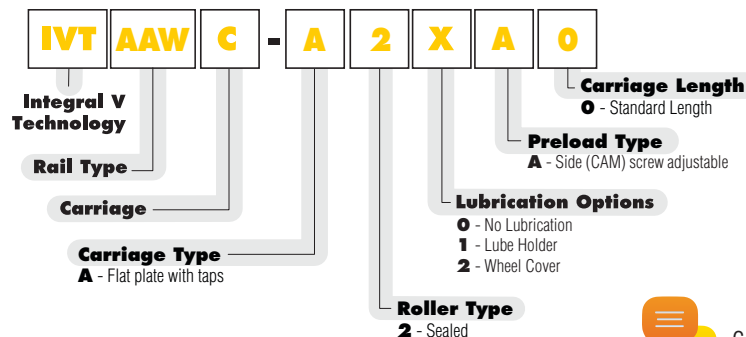 IVT AAW C - A 2 X A 0
Carriage Length
0 - Standard Length
Integral V
Technology
Preload Type
A - Side (CAM) screw adjustable
Rail Type
Lubrication Options
0 - No Lubrication
1 - Lube Holder
2 - Wheel Cover
Carriage
Carriage Type
A - Flat plate with taps
Roller Type
2 - Sealed